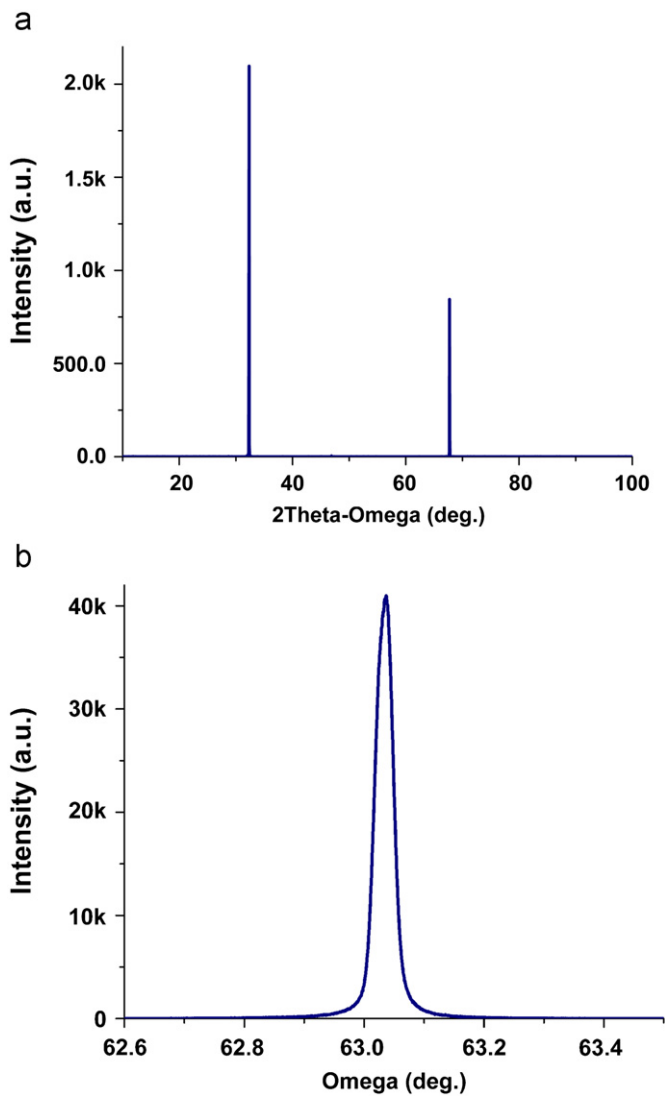 a
Intensity (a.u.)
2.0k
1.5k
1.0k
500.0
0.0
20 40 60 80 100
2Theta-Omega (deg.)
b
Intensity (a.u.)
40k
30k
20k
10k
0
62.6 62.8 63.0 63.2 63.4
Omega (deg.)